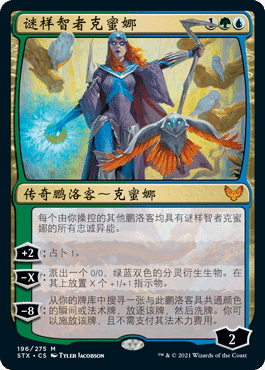 谜样智者克蜜娜 1
传奇鹏洛客～克蜜娜
每个由你操控的其他鹏洛客均具有谜样智者克蜜
娜的所有忠诚异能。
+2：占卜1。
-X：派出一个0/0，绿蓝双色的分灵衍生生物。在
其上放置X个+1/+1指示物。
-8：从你的牌库中搜寻一张与此鹏洛客具共通颜色
的瞬间或法术牌，放逐该牌，然后洗牌。你可
以施放该牌，且不需支付其法术力费用。
2
196/275 M
STX • CS TYLER JACOBSON
™ & © 2021 Wizards of the Coast